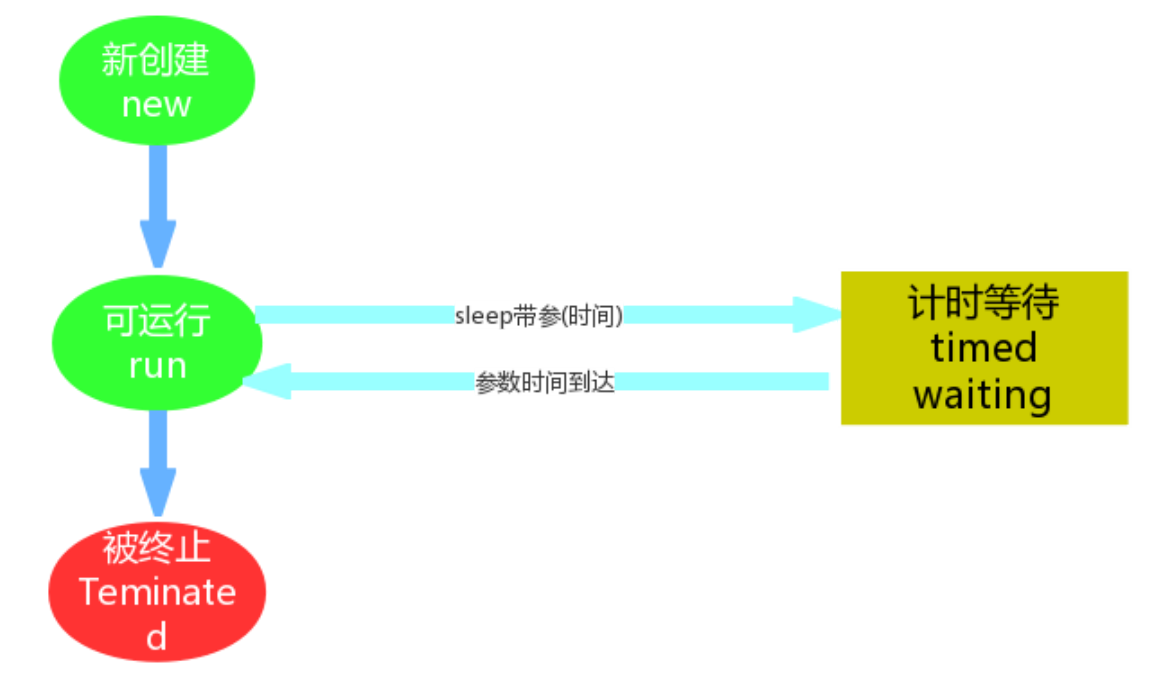 新创建
new
可运行
run
sleep带参(时间)
参数时间到达
计时等待
timed
waiting
被终止
Teminate
d